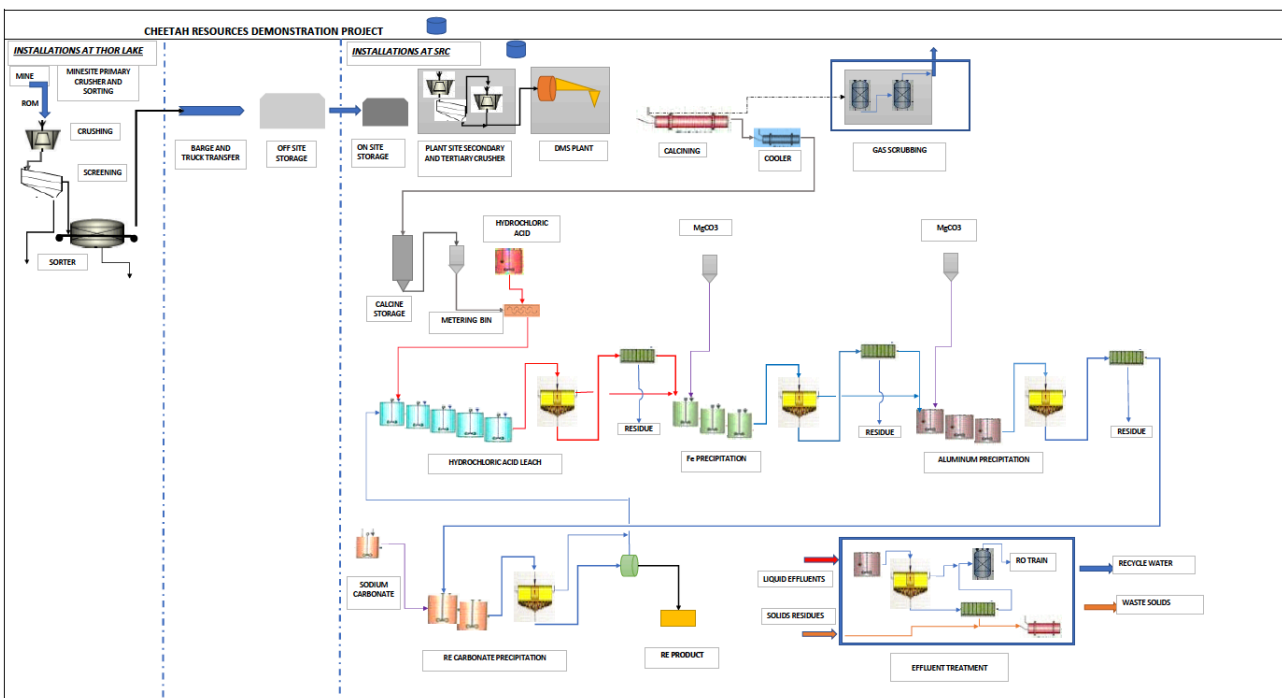 CHEETAH RESOURCES DEMONSTRATION PROJECT
INSTALLATIONS AT THOR LAKE
INSTALLATIONS AT SRC
MINE
MINESITE PRIMARY
CRUSHER AND
SORTING
ROM
CRUSHING
SCREENING
SORTER
BARGE AND
TRUCK TRANSFER
OFF SITE
STORAGE
ON SITE
STORAGE
PLANT SITE SECONDARY
AND TERTIARY CRUSHER
DMS PLANT
CALCINING
COOLER
GAS SCRUBBING
HYDROCHLORIC
ACID
MgCO3
MgCO3
CALCINE
STORAGE
METERING BIN
RESIDUE
RESIDUE
RESIDUE
HYDROCHLORIC ACID LEACH
Fe PRECIPITATION
ALUMINUM PRECIPITATION
SODIUM
CARBONATE
RE CARBONATE PRECIPITATION
RE PRODUCT
LIQUID EFFLUENTS
SOLIDS RESIDUES
RO TRAIN
RECYCLE WATER
WASTE SOLIDS
EFFLUENT TREATMENT